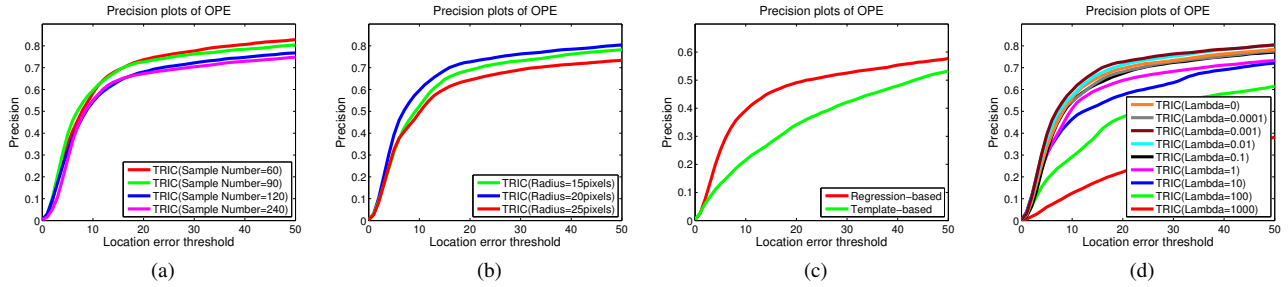 Precision plots of OPE
Precision
0.8
0.7
0.6
0.5
0.4
0.3
0.2
0.1
0
0 10 20 30 40 50
Location error threshold
TRIC(Sample Number=60)
TRIC(Sample Number=90)
TRIC(Sample Number=120)
TRIC(Sample Number=240)
(a)
Precision plots of OPE
Precision
0.8
0.7
0.6
0.5
0.4
0.3
0.2
0.1
0
0 10 20 30 40 50
Location error threshold
TRIC(Radius=15pixels)
TRIC(Radius=20pixels)
TRIC(Radius=25pixels)
(b)
Precision plots of OPE
Precision
0.6
0.5
0.4
0.3
0.2
0.1
0
0 10 20 30 40 50
Location error threshold
Regression-based
Template-based
(c)
Precision plots of OPE
Precision
0.8
0.7
0.6
0.5
0.4
0.3
0.2
0.1
0
0 10 20 30 40 50
Location error threshold
TRIC(Lambda=0)
TRIC(Lambda=0.0001)
TRIC(Lambda=0.001)
TRIC(Lambda=0.01)
TRIC(Lambda=0.1)
TRIC(Lambda=1)
TRIC(Lambda=10)
TRIC(Lambda=100)
TRIC(Lambda=1000)
(d)